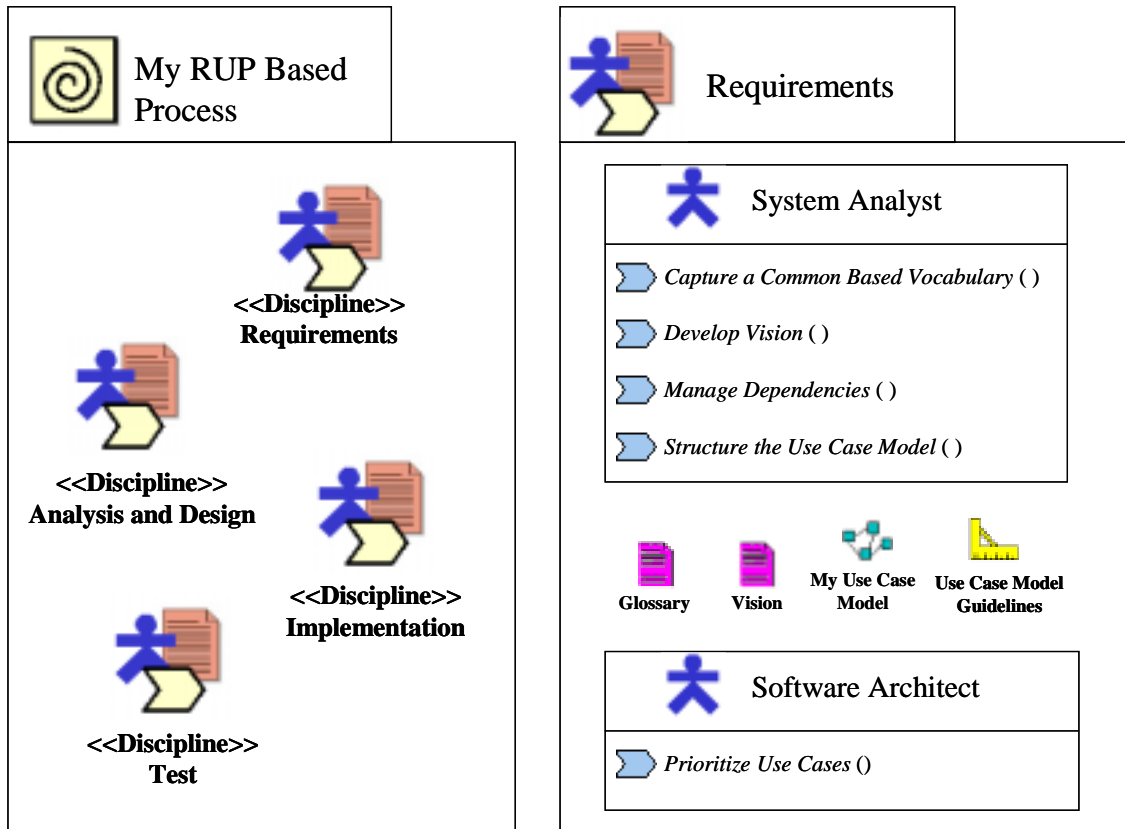 My RUP Based
Process
<<Discipline>>
Requirements
<<Discipline>>
Analysis and Design
<<Discipline>>
Implementation
<<Discipline>>
Test
Requirements
System Analyst
Capture a Common Based Vocabulary ( )
Develop Vision ( )
Manage Dependencies ( )
Structure the Use Case Model ( )
Glossary
Vision
My Use Case
Model
Use Case Model
Guidelines
Software Architect
Prioritize Use Cases ()